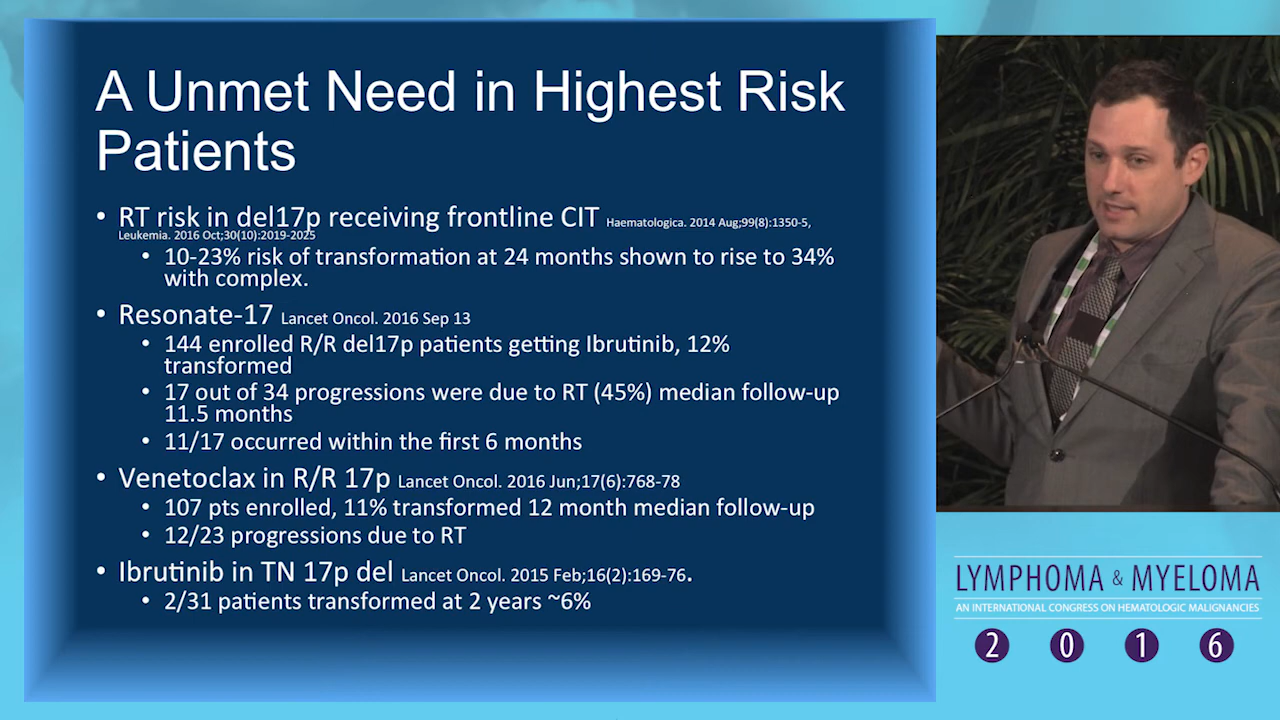 A Unmet Need in Highest Risk
Patients
• RT risk in del17p receiving frontline CIT Haematologica. 2014 Aug;99(8):1350-5,
Leukemia. 2016 Oct;30(10):2019-2025
• 10-23% risk of transformation at 24 months shown to rise to 34%
with complex.
• Resonate-17 Lancet Oncol. 2016 Sep 13
• 144 enrolled R/R del17p patients getting Ibrutinib, 12%
transformed
• 17 out of 34 progressions were due to RT (45%) median follow-up
11.5 months
• 11/17 occurred within the first 6 months
• Venetoclax in R/R 17p Lancet Oncol. 2016 Jun;17(6):768-78
• 107 pts enrolled, 11% transformed 12 month median follow-up
• 12/23 progressions due to RT
• Ibrutinib in TN 17p del Lancet Oncol. 2015 Feb;16(2):169-76.
• 2/31 patients transformed at 2 years ~6%
LYMPHOMA & MYELOMA
AN INTERNATIONAL CONGRESS ON HEMATOLOGIC MALIGNANCIES
2 0 1 6